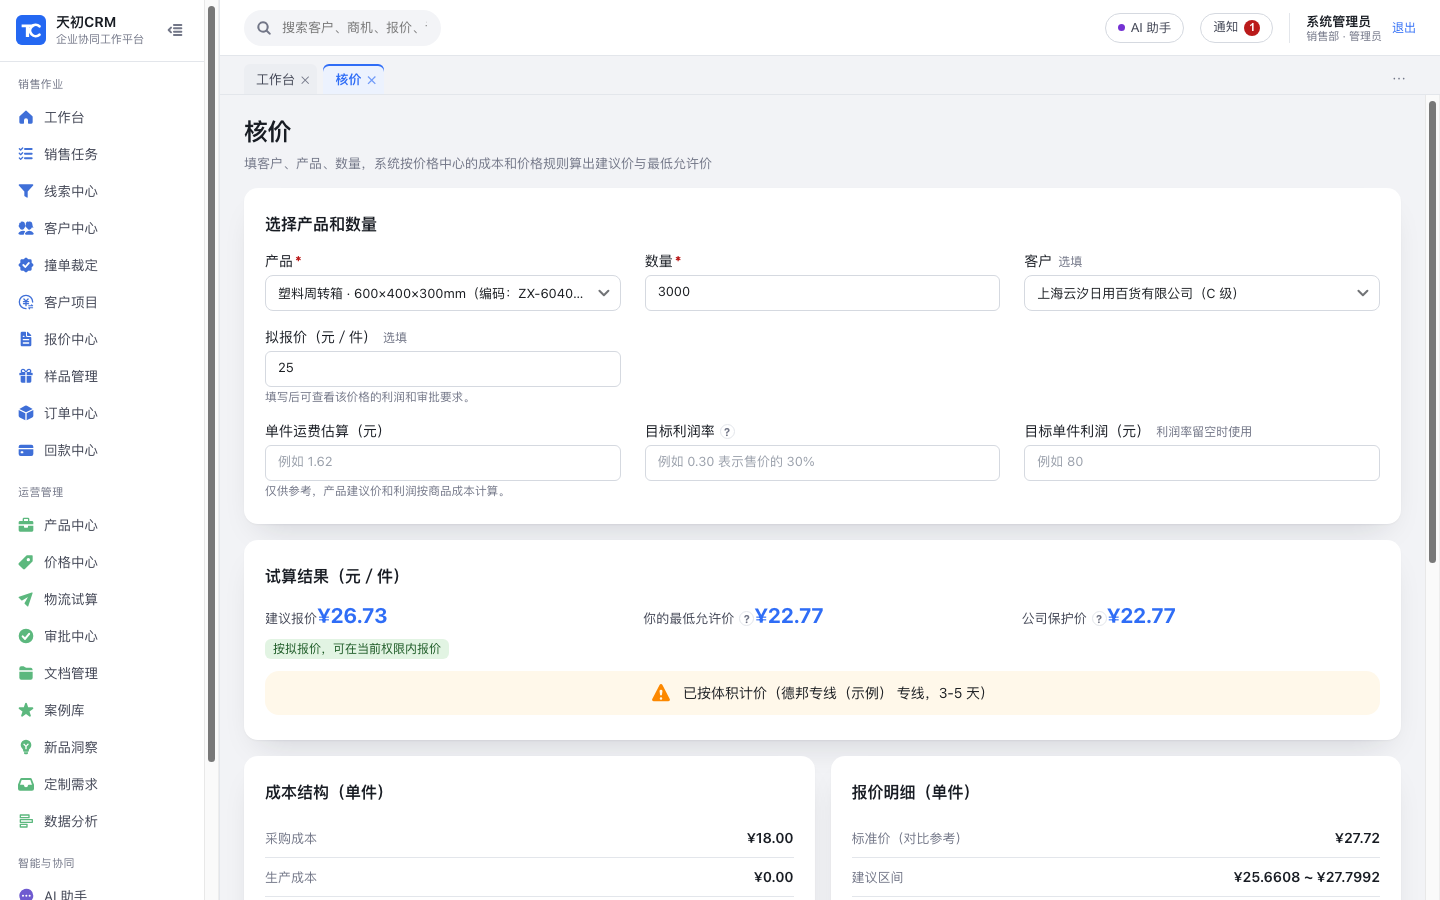 天初CRM
企业协同工作平台
搜索客户、商机、报价、
AI 助手
通知 1
系统管理员
销售部 · 管理员
退出
工作台
核价
销售作业
工作台
销售任务
线索中心
客户中心
撞单裁定
客户项目
报价中心
样品管理
订单中心
回款中心
运营管理
产品中心
价格中心
物流试算
审批中心
文档管理
案例库
新品洞察
定制需求
数据分析
智能与协同
AI 助手
核价
填客户、产品、数量，系统按价格中心的成本和价格规则算出建议价与最低允许价
选择产品和数量
产品*
数量*
客户 选填
塑料周转箱 · 600×400×300mm（编码：ZX-6040...
3000
上海云汐日用百货有限公司（C 级）
拟报价（元 / 件） 选填
25
填写后可查看该价格的利润和审批要求。
单件运费估算（元）
目标利润率 ?
目标单件利润（元） 利润率留空时使用
例如 1.62
例如 0.30 表示售价的 30%
例如 80
仅供参考，产品建议价和利润按商品成本计算。
试算结果（元 / 件）
建议报价¥26.73
你的最低允许价 ? ¥22.77
公司保护价 ? ¥22.77
按拟报价，可在当前权限内报价
已按体积计价（德邦专线（示例） 专线，3-5 天）
成本结构（单件）
采购成本 ¥18.00
生产成本 ¥0.00
报价明细（单件）
标准价（对比参考） ¥27.72
建议区间 ¥25.6608 ~ ¥27.7992